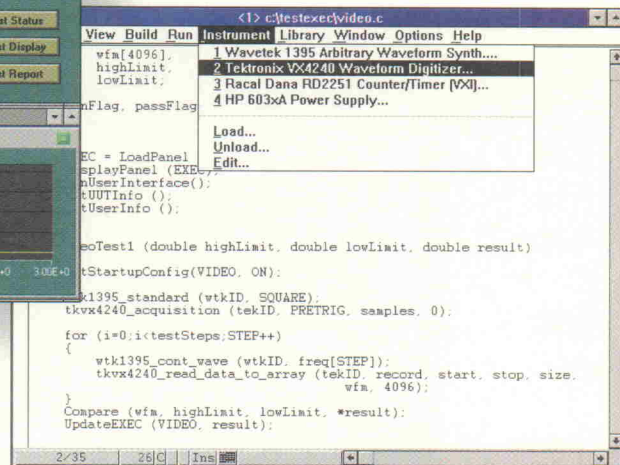 st Status
st Display
st Report
<1> c:\testexec\video.c
View Build Run Instrument Library Window Options Help
1 Wavetek 1395 Arbitrary Waveform Synth....
2 Tektronix VX4240 Waveform Digitizer...
3 Racal Dana RD2251 Counter/Timer (VXI)...
4 HP 603xA Power Supply...
Load...
Unload...
Edit...
wfm[4096],
highLimit,
lowLimit;
nFlag, passFlag
EC = LoadPanel
splayPanel (EXEC
nUserInterface();
tUUTInfo ();
tUserInfo ();
eoTest1 (double highLimit, double lowLimit, double result)
tStartupConfig(VIDEO, ON);
k1395_standard (wtkID, SQUARE);
tkvx4240_acquisition (tekID, PRETRIG, samples, 0);
for (i=0;i<testSteps;STEP++)
{
wtk1395_cont_wave (wtkID, freq[STEP]);
tkvx4240_read_data_to_array (tekID, record, start, stop, size,
wfm, 4096);
}
Compare (wfm, highLimit, lowLimit, *result);
UpdateEXEC (VIDEO, result);
+0 3.00E+0
2/35 26 C Ins